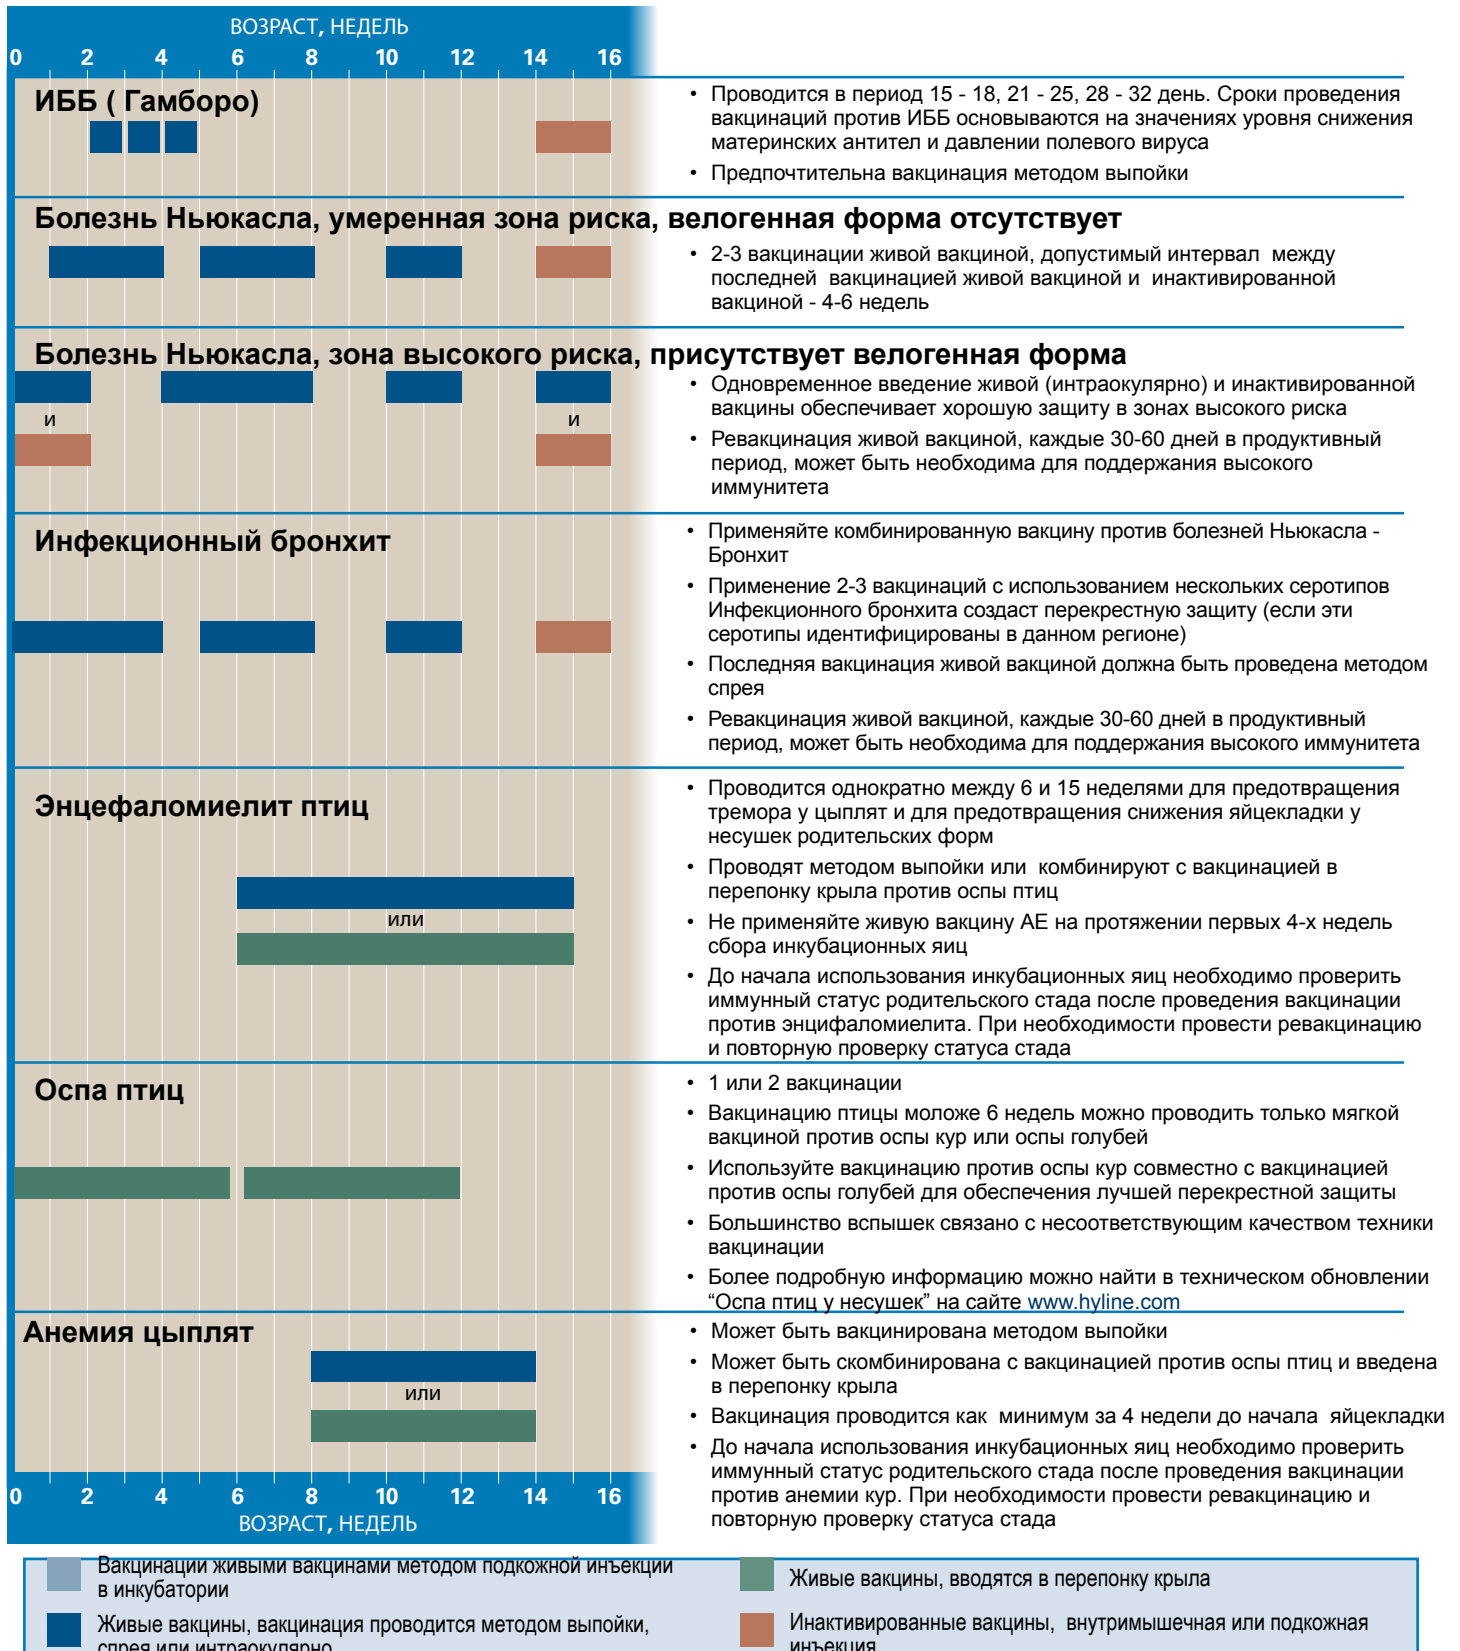 ВОЗРАСТ, НЕДЕЛЬ
0 2 4 6 8 10 12 14 16
ИББ ( Гамборо)
• Проводится в период 15 - 18, 21 - 25, 28 - 32 день. Сроки проведения
вакцинаций против ИББ основываются на значениях уровня снижения
материнских антител и давлении полевого вируса
• Предпочтительна вакцинация методом выпойки
Болезнь Ньюкасла, умеренная зона риска, велогенная форма отсутствует
• 2-3 вакцинации живой вакциной, допустимый интервал между
последней вакцинацией живой вакциной и инактивированной
вакциной - 4-6 недель
Болезнь Ньюкасла, зона высокого риска, присутствует велогенная форма
и
и
• Одновременное введение живой (интраокулярно) и инактивированной
вакцины обеспечивает хорошую защиту в зонах высокого риска
• Ревакцинация живой вакциной, каждые 30-60 дней в продуктивный
период, может быть необходима для поддержания высокого
иммунитета
Инфекционный бронхит
• Применяйте комбинированную вакцину против болезней Ньюкасла -
Бронхит
• Применение 2-3 вакцинаций с использованием нескольких серотипов
Инфекционного бронхита создаст перекрестную защиту (если эти
серотипы идентифицированы в данном регионе)
• Последняя вакцинация живой вакциной должна быть проведена методом
спрея
• Ревакцинация живой вакциной, каждые 30-60 дней в продуктивный
период, может быть необходима для поддержания высокого иммунитета
Энцефаломиелит птиц
или
• Проводится однократно между 6 и 15 неделями для предотвращения
тремора у цыплят и для предотвращения снижения яйцекладки у
несушек родительских форм
• Проводят методом выпойки или комбинируют с вакцинацией в
перепонку крыла против оспы птиц
• Не применяйте живую вакцину АЕ на протяжении первых 4-х недель
сбора инкубационных яиц
• До начала использования инкубационных яиц необходимо проверить
иммунный статус родительского стада после проведения вакцинации
против энцифаломиелита. При необходимости провести ревакцинацию
и повторную проверку статуса стада
Оспа птиц
• 1 или 2 вакцинации
• Вакцинацию птицы моложе 6 недель можно проводить только мягкой
вакциной против оспы кур или оспы голубей
• Используйте вакцинацию против оспы кур совместно с вакцинацией
против оспы голубей для обеспечения лучшей перекрестной защиты
• Большинство вспышек связано с несоответствующим качеством техники
вакцинации
• Более подробную информацию можно найти в техническом обновлении
“Оспа птиц у несушек” на сайте www.hyline.com
Анемия цыплят
или
• Может быть вакцинирована методом выпойки
• Может быть скомбинирована с вакцинацией против оспы птиц и введена
в перепонку крыла
• Вакцинация проводится как минимум за 4 недели до начала яйцекладки
• До начала использования инкубационных яиц необходимо проверить
иммунный статус родительского стада после проведения вакцинации
против анемии кур. При необходимости провести ревакцинацию и
повторную проверку статуса стада
0 2 4 6 8 10 12 14 16
ВОЗРАСТ, НЕДЕЛЬ
Вакцинации живыми вакцинами методом подкожной инъекции
в инкубатории
Живые вакцины, вакцинация проводится методом выпойки,
спрея или интраокулярно
Живые вакцины, вводятся в перепонку крыла
Инактивированные вакцины, внутримышечная или подкожная
инъекция